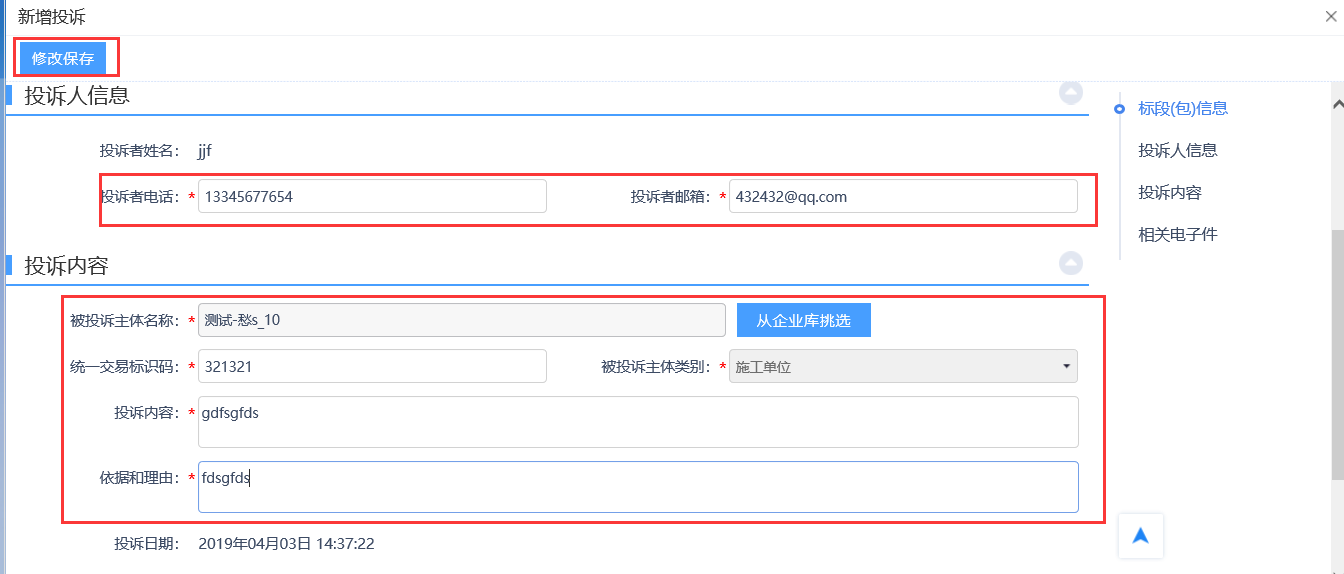 新增投诉
修改保存
投诉人信息
投诉者姓名： jjf
投诉者电话：* 13345677654 投诉者邮箱：* 432432@qq.com
投诉内容
被投诉主体名称：* 测试-愁s_10 从企业库挑选
统一交易标识码：* 321321 被投诉主体类别：* 施工单位
投诉内容：* gdfsgfds
依据和理由：* fdsgfds
投诉日期： 2019年04月03日 14:37:22
标段(包)信息
投诉人信息
投诉内容
相关电子件